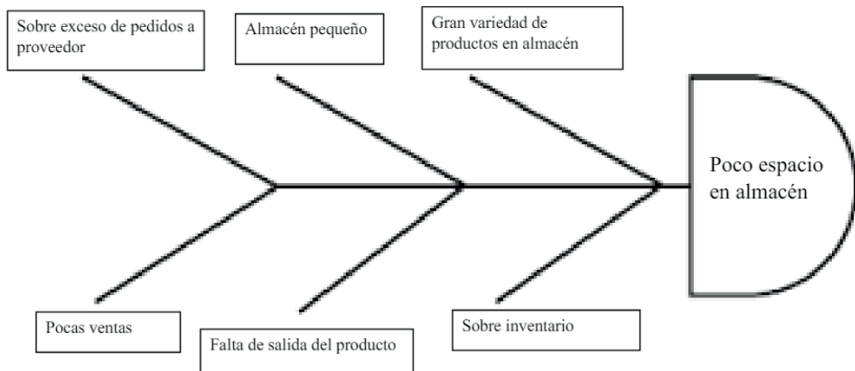 Sobre exceso de pedidos a
proveedor
Almacén pequeño
Gran variedad de
productos en almacén
Poco espacio
en almacén
Pocas ventas
Falta de salida del producto
Sobre inventario